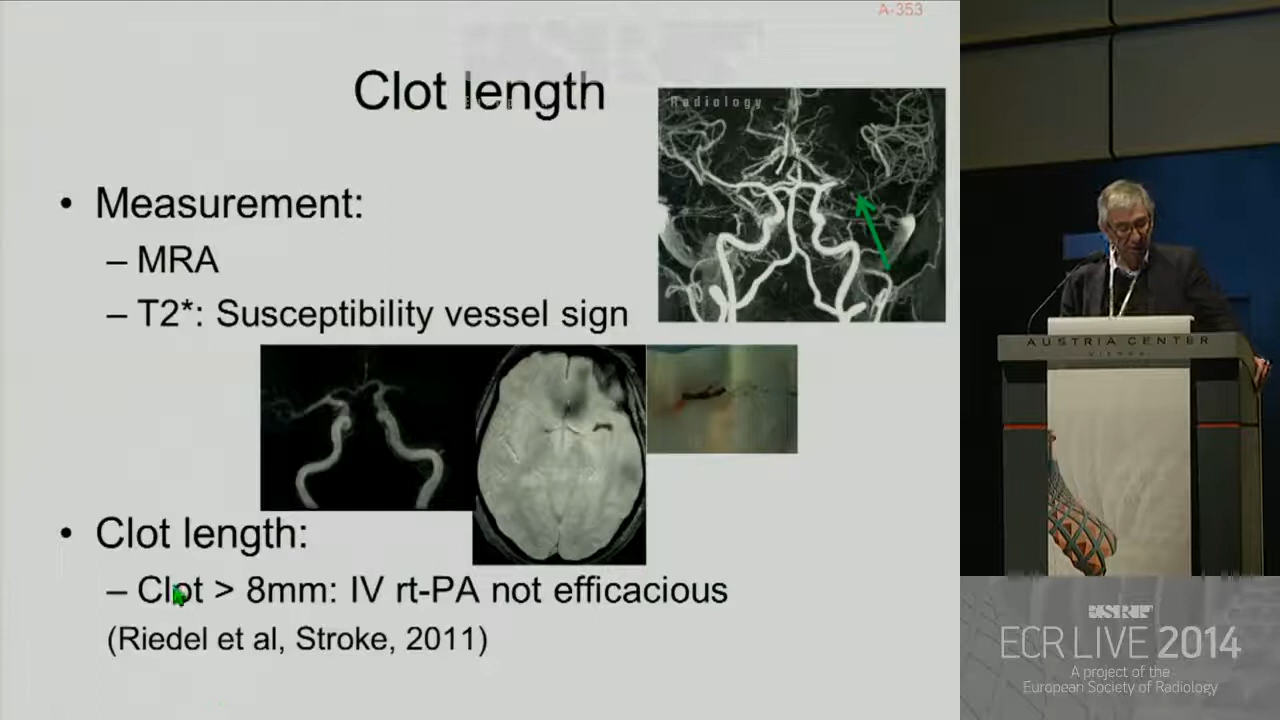 A-353
Clot length
Radiology
• Measurement:
– MRA
– T2*: Susceptibility vessel sign
• Clot length:
– Clot > 8mm: IV rt-PA not efficacious
(Riedel et al, Stroke, 2011)
AUSTRIA CENTER
VIENNA
ESR
ECR LIVE 2014
A project of the
European Society of Radiology